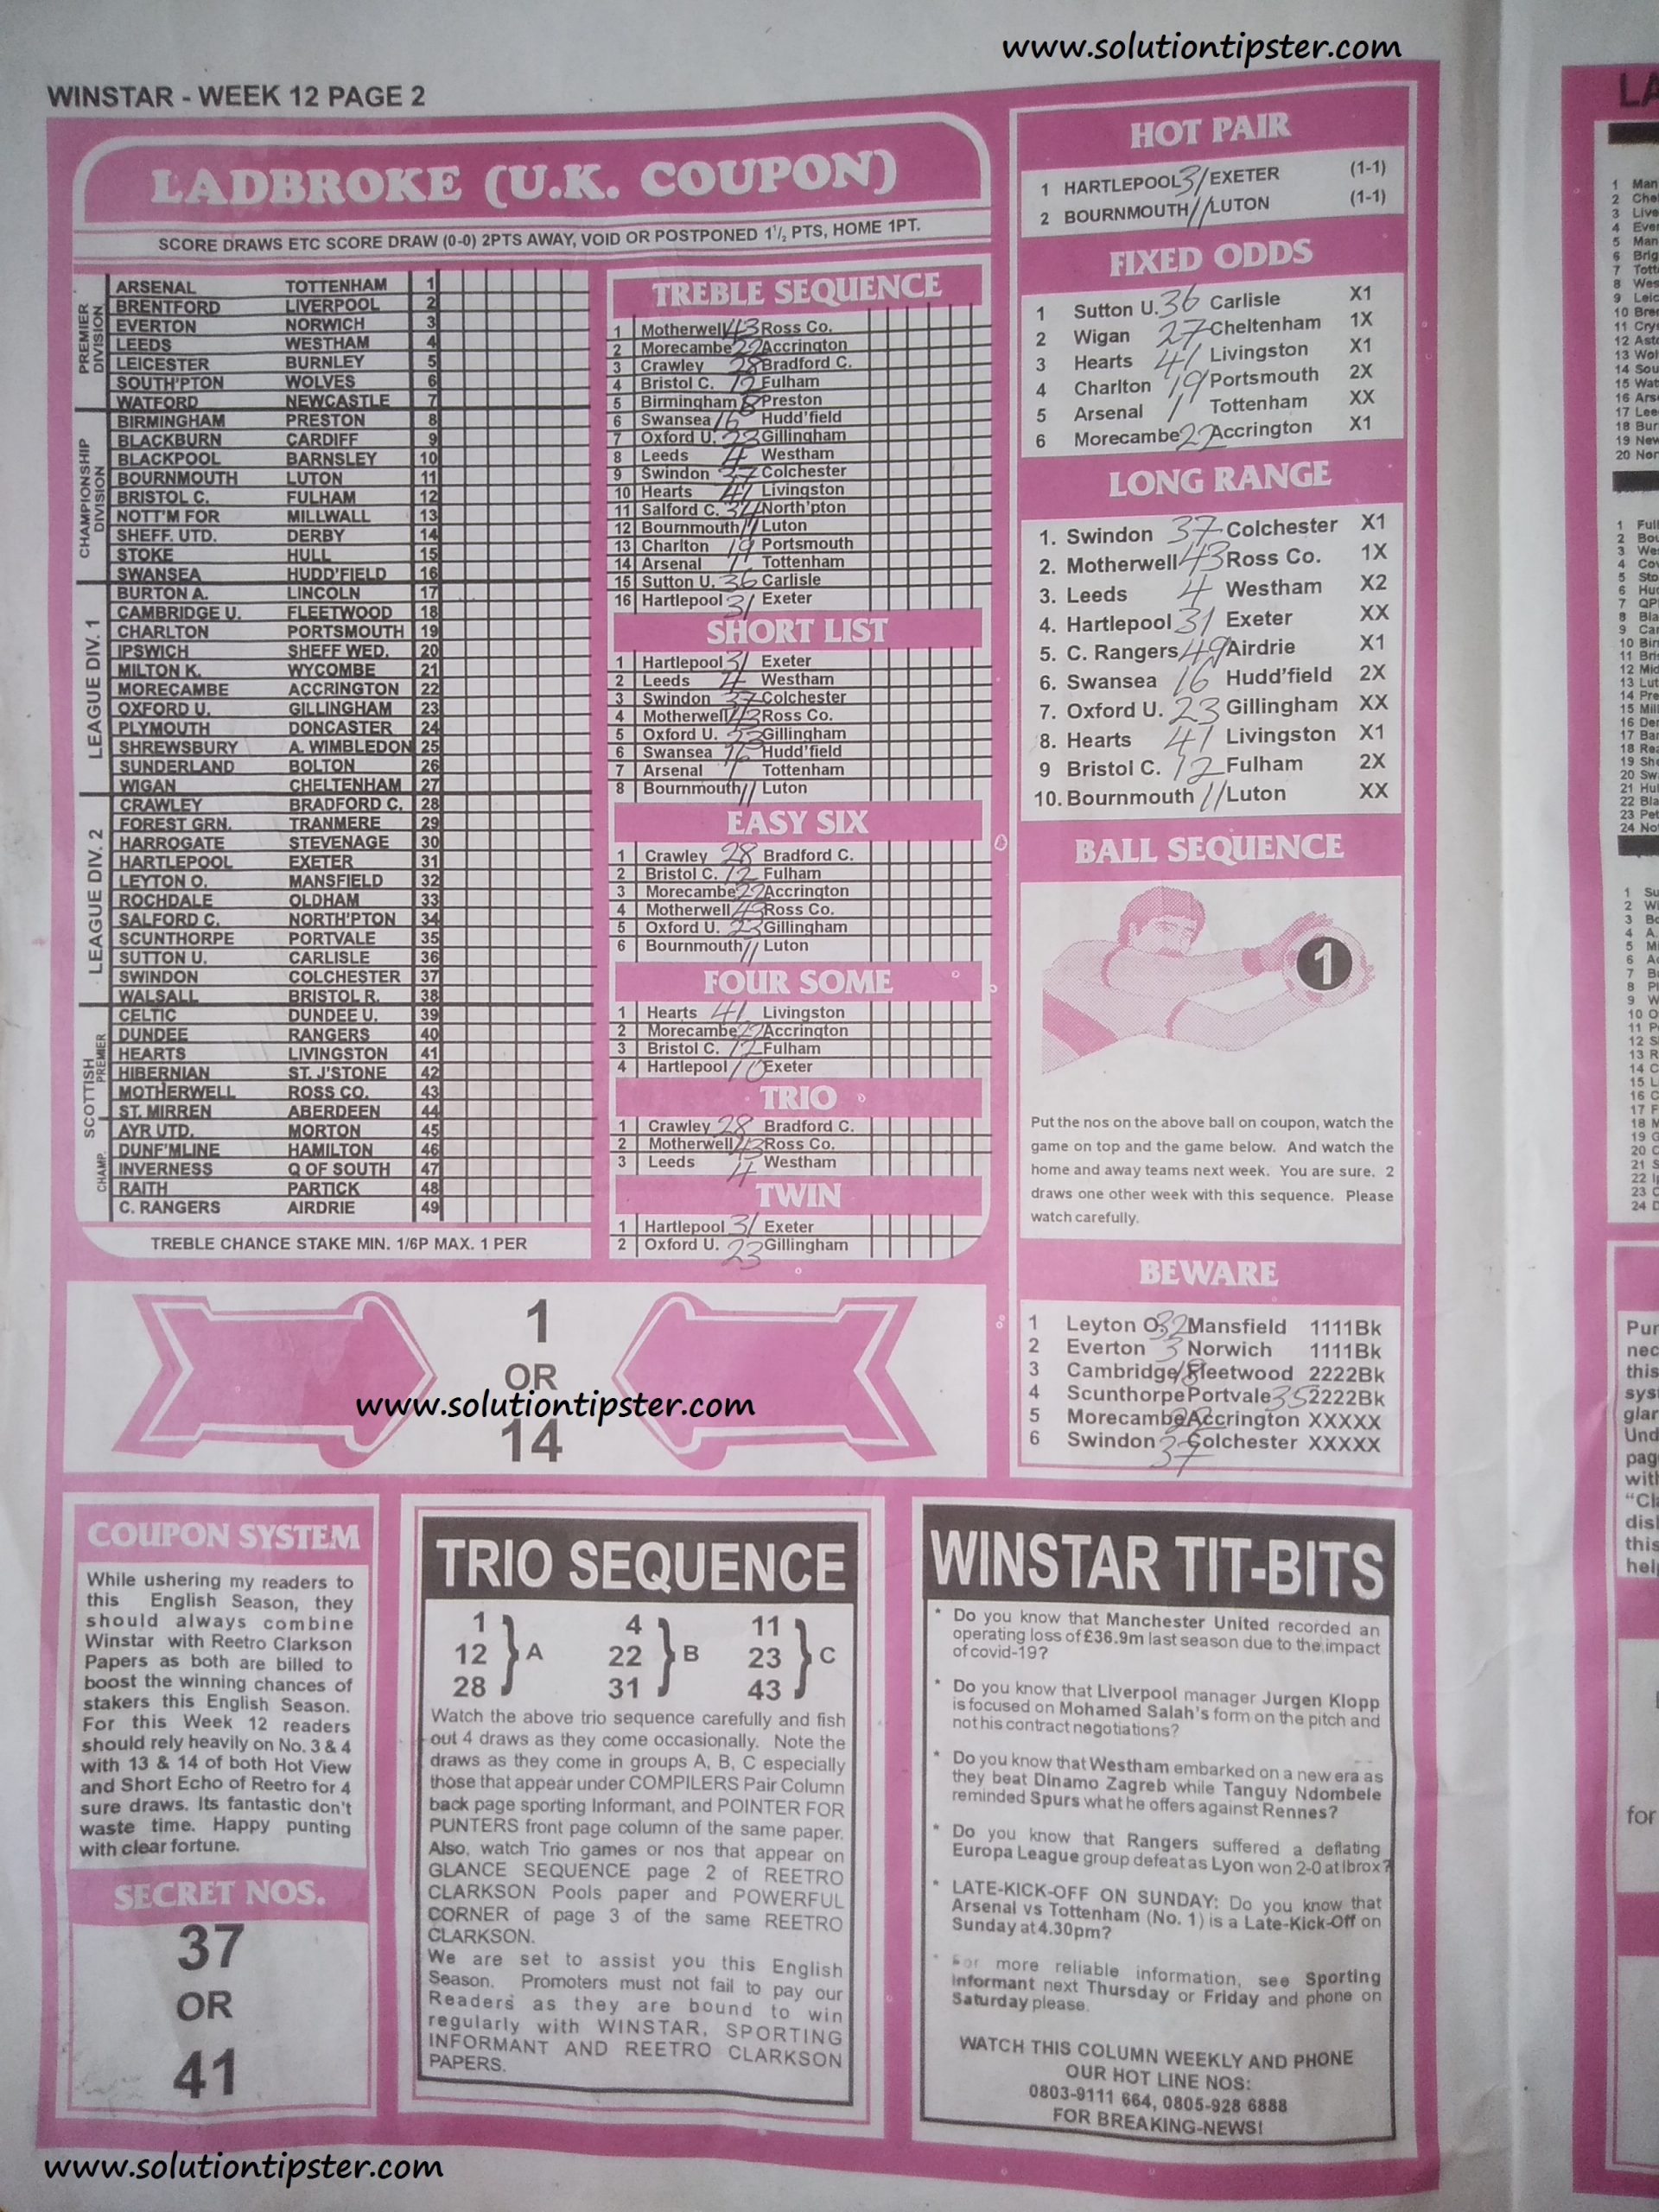 www.solutiontipster.com
WINSTAR - WEEK 12 PAGE 2
LADBROKE (U.K. COUPON)
SCORE DRAWS ETC SCORE DRAW (0-0) 2PTS AWAY, VOID OR POSTPONED 1½ PTS, HOME 1PT.
PREMIER DIVISION
ARSENAL TOTTENHAM 1
BRENTFORD LIVERPOOL 2
EVERTON NORWICH 3
LEEDS WESTHAM 4
LEICESTER BURNLEY 5
SOUTH'PTON WOLVES 6
WATFORD NEWCASTLE 7
CHAMPIONSHIP DIVISION
BIRMINGHAM PRESTON 8
BLACKBURN CARDIFF 9
BLACKPOOL BARNSLEY 10
BOURNMOUTH LUTON 11
BRISTOL C. FULHAM 12
NOTT'M FOR MILLWALL 13
SHEFF. UTD. DERBY 14
STOKE HULL 15
SWANSEA HUDD'FIELD 16
LEAGUE DIV. 1
BURTON A. LINCOLN 17
CAMBRIDGE U. FLEETWOOD 18
CHARLTON PORTSMOUTH 19
IPSWICH SHEFF WED. 20
MILTON K. WYCOMBE 21
MORECAMBE ACCRINGTON 22
OXFORD U. GILLINGHAM 23
PLYMOUTH DONCASTER 24
SHREWSBURY A. WIMBLEDON 25
SUNDERLAND BOLTON 26
WIGAN CHELTENHAM 27
LEAGUE DIV. 2
CRAWLEY BRADFORD C. 28
FOREST GRN. TRANMERE 29
HARROGATE STEVENAGE 30
HARTLEPOOL EXETER 31
LEYTON O. MANSFIELD 32
ROCHDALE OLDHAM 33
SALFORD C. NORTH'PTON 34
SCUNTHORPE PORTVALE 35
SUTTON U. CARLISLE 36
SWINDON COLCHESTER 37
WALSALL BRISTOL R. 38
SCOTTISH PREMIER
CELTIC DUNDEE U. 39
DUNDEE RANGERS 40
HEARTS LIVINGSTON 41
HIBERNIAN ST. J'STONE 42
MOTHERWELL ROSS CO. 43
ST. MIRREN ABERDEEN 44
CHAMP.
AYR UTD. MORTON 45
DUNF'MLINE HAMILTON 46
INVERNESS Q OF SOUTH 47
RAITH PARTICK 48
C. RANGERS AIRDRIE 49
TREBLE CHANCE STAKE MIN. 1/6P MAX. 1 PER
TREBLE SEQUENCE
1 Motherwell 43 Ross Co.
2 Morecambe 22 Accrington
3 Crawley 28 Bradford C.
4 Bristol C. 12 Fulham
5 Birmingham 8 Preston
6 Swansea 16 Hudd'field
7 Oxford U. 23 Gillingham
8 Leeds 4 Westham
9 Swindon 37 Colchester
10 Hearts 41 Livingston
11 Salford C. 34 North'pton
12 Bournmouth 11 Luton
13 Charlton 19 Portsmouth
14 Arsenal 1 Tottenham
15 Sutton U. 36 Carlisle
16 Hartlepool 31 Exeter
SHORT LIST
1 Hartlepool 31 Exeter
2 Leeds 4 Westham
3 Swindon 37 Colchester
4 Motherwell 43 Ross Co.
5 Oxford U. 23 Gillingham
6 Swansea 16 Hudd'field
7 Arsenal 1 Tottenham
8 Bournmouth 11 Luton
EASY SIX
1 Crawley 28 Bradford C.
2 Bristol C. 12 Fulham
3 Morecambe 22 Accrington
4 Motherwell 43 Ross Co.
5 Oxford U. 23 Gillingham
6 Bournmouth 11 Luton
FOUR SOME
1 Hearts 41 Livingston
2 Morecambe 22 Accrington
3 Bristol C. 12 Fulham
4 Hartlepool 10 Exeter
TRIO
1 Crawley 28 Bradford C.
2 Motherwell 43 Ross Co.
3 Leeds 4 Westham
TWIN
1 Hartlepool 31 Exeter
2 Oxford U. 23 Gillingham
HOT PAIR
1 HARTLEPOOL 31 EXETER (1-1)
2 BOURNMOUTH 11 LUTON (1-1)
FIXED ODDS
1 Sutton U. 36 Carlisle X1
2 Wigan 27 Cheltenham 1X
3 Hearts 41 Livingston X1
4 Charlton 19 Portsmouth 2X
5 Arsenal 1 Tottenham XX
6 Morecambe 22 Accrington X1
LONG RANGE
1. Swindon 37 Colchester X1
2. Motherwell 43 Ross Co. 1X
3. Leeds 4 Westham X2
4. Hartlepool 31 Exeter XX
5. C. Rangers 49 Airdrie X1
6. Swansea 16 Hudd'field 2X
7. Oxford U. 23 Gillingham XX
8. Hearts 41 Livingston X1
9 Bristol C. 12 Fulham 2X
10. Bournmouth 11 Luton XX
BALL SEQUENCE
1
Put the nos on the above ball on coupon, watch the
game on top and the game below. And watch the
home and away teams next week. You are sure. 2
draws one other week with this sequence. Please
watch carefully.
BEWARE
1 Leyton O. 32 Mansfield 1111Bk
2 Everton 3 Norwich 1111Bk
3 Cambridge 18 Fleetwood 2222Bk
4 Scunthorpe Portvale 35 2222Bk
5 Morecambe 22 Accrington XXXXX
6 Swindon 37 Colchester XXXXX
1
OR
www.solutiontipster.com
14
COUPON SYSTEM
While ushering my readers to
this English Season, they
should always combine
Winstar with Reetro Clarkson
Papers as both are billed to
boost the winning chances of
stakers this English Season.
For this Week 12 readers
should rely heavily on No. 3 & 4
with 13 & 14 of both Hot View
and Short Echo of Reetro for 4
sure draws. Its fantastic don't
waste time. Happy punting
with clear fortune.
SECRET NOS.
37
OR
41
TRIO SEQUENCE
1 4 11
12 A 22 B 23 C
28 31 43
Watch the above trio sequence carefully and fish
out 4 draws as they come occasionally. Note the
draws as they come in groups A, B, C especially
those that appear under COMPILERS Pair Column
back page sporting Informant, and POINTER FOR
PUNTERS front page column of the same paper.
Also, watch Trio games or nos that appear on
GLANCE SEQUENCE page 2 of REETRO
CLARKSON Pools paper and POWERFUL
CORNER of page 3 of the same REETRO
CLARKSON.
We are set to assist you this English
Season. Promoters must not fail to pay our
Readers as they are bound to win
regularly with WINSTAR, SPORTING
INFORMANT AND REETRO CLARKSON
PAPERS.
WINSTAR TIT-BITS
* Do you know that Manchester United recorded an
operating loss of £36.9m last season due to the impact
of covid-19?
* Do you know that Liverpool manager Jurgen Klopp
is focused on Mohamed Salah's form on the pitch and
not his contract negotiations?
* Do you know that Westham embarked on a new era as
they beat Dinamo Zagreb while Tanguy Ndombele
reminded Spurs what he offers against Rennes?
* Do you know that Rangers suffered a deflating
Europa League group defeat as Lyon won 2-0 at Ibrox?
* LATE-KICK-OFF ON SUNDAY: Do you know that
Arsenal vs Tottenham (No. 1) is a Late-Kick-Off on
Sunday at 4.30pm?
* For more reliable information, see Sporting
Informant next Thursday or Friday and phone on
Saturday please.
WATCH THIS COLUMN WEEKLY AND PHONE
OUR HOT LINE NOS:
0803-9111 664, 0805-928 6888
FOR BREAKING-NEWS!
www.solutiontipster.com